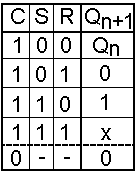 C S R Qn+1
1 0 0 Qn
1 0 1 0
1 1 0 1
1 1 1 x
0 - - 0